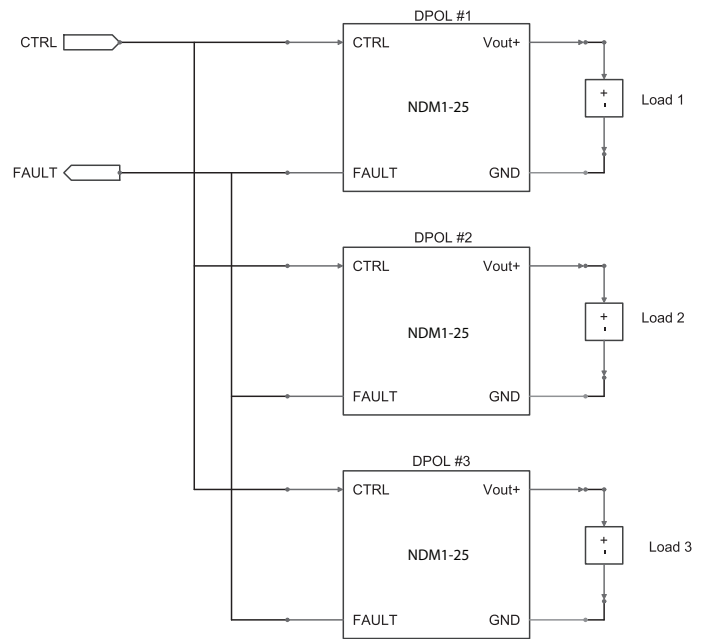 DPOL #1
CTRL
CTRL
Vout+
NDM1-25
Load 1
FAULT
FAULT
GND
DPOL #2
CTRL
Vout+
+
-
NDM1-25
Load 2
FAULT
GND
DPOL #3
CTRL
Vout+
+
-
NDM1-25
Load 3
FAULT
GND